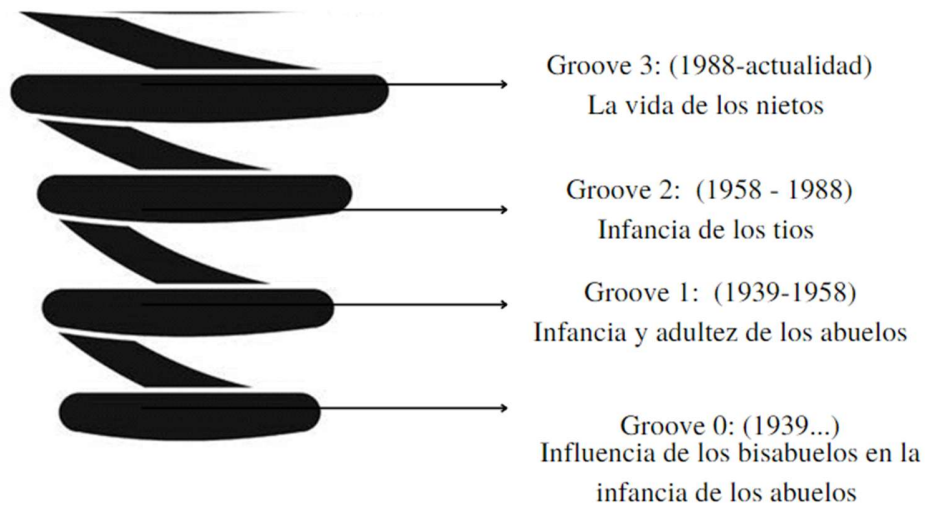 Groove 3: (1988-actualidad)
La vida de los nietos
Groove 2: (1958 - 1988)
Infancia de los tios
Groove 1: (1939-1958)
Infancia y adultez de los abuelos
Groove 0: (1939...)
Influencia de los bisabuelos en la
infancia de los abuelos